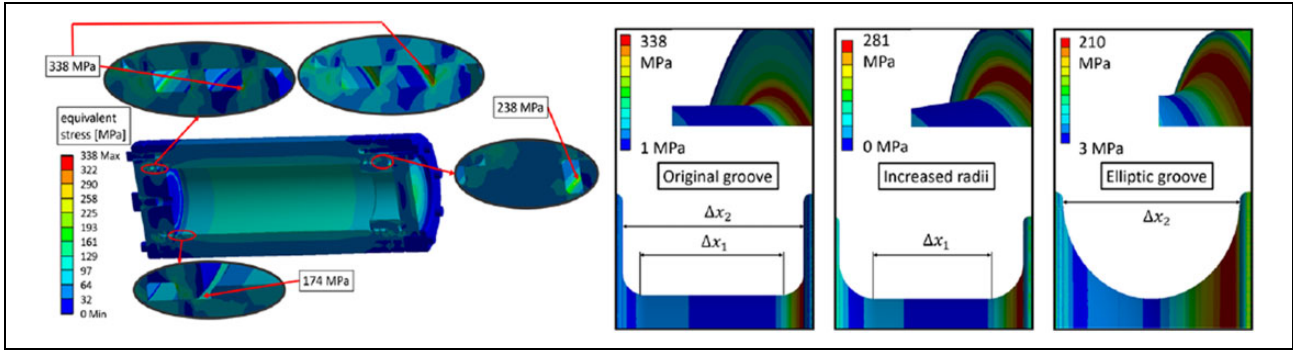 338 MPa
238 MPa
equivalent
stress [MPa]
338 Max
322
290
258
225
193
161
129
97
64
32
0 Min
174 MPa
338
MPa
1 MPa
Original groove
Δx₂
Δx₁
281
MPa
0 MPa
Increased radii
Δx₁
210
MPa
3 MPa
Elliptic groove
Δx₂